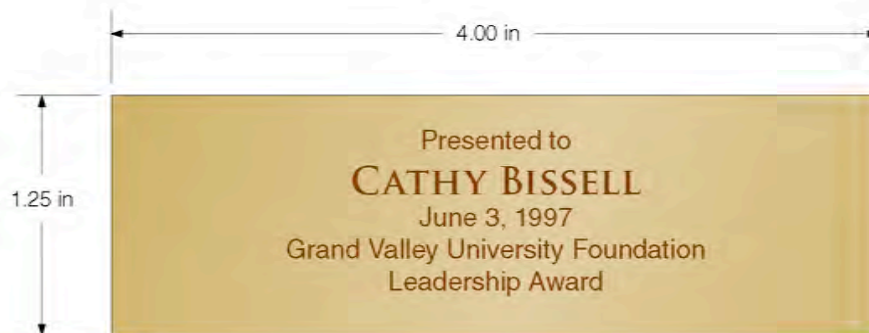 4.00 in
1.25 in
Presented to
CATHY BISSELL
June 3, 1997
Grand Valley University Foundation
Leadership Award